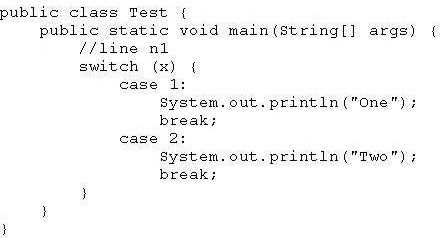 public class Test {
    public static void main(String[] args) {
        //line n1
        switch (x) {
            case 1:
                System.out.println("One");
                break;
            case 2:
                System.out.println("Two");
                break;
        }
    }
}